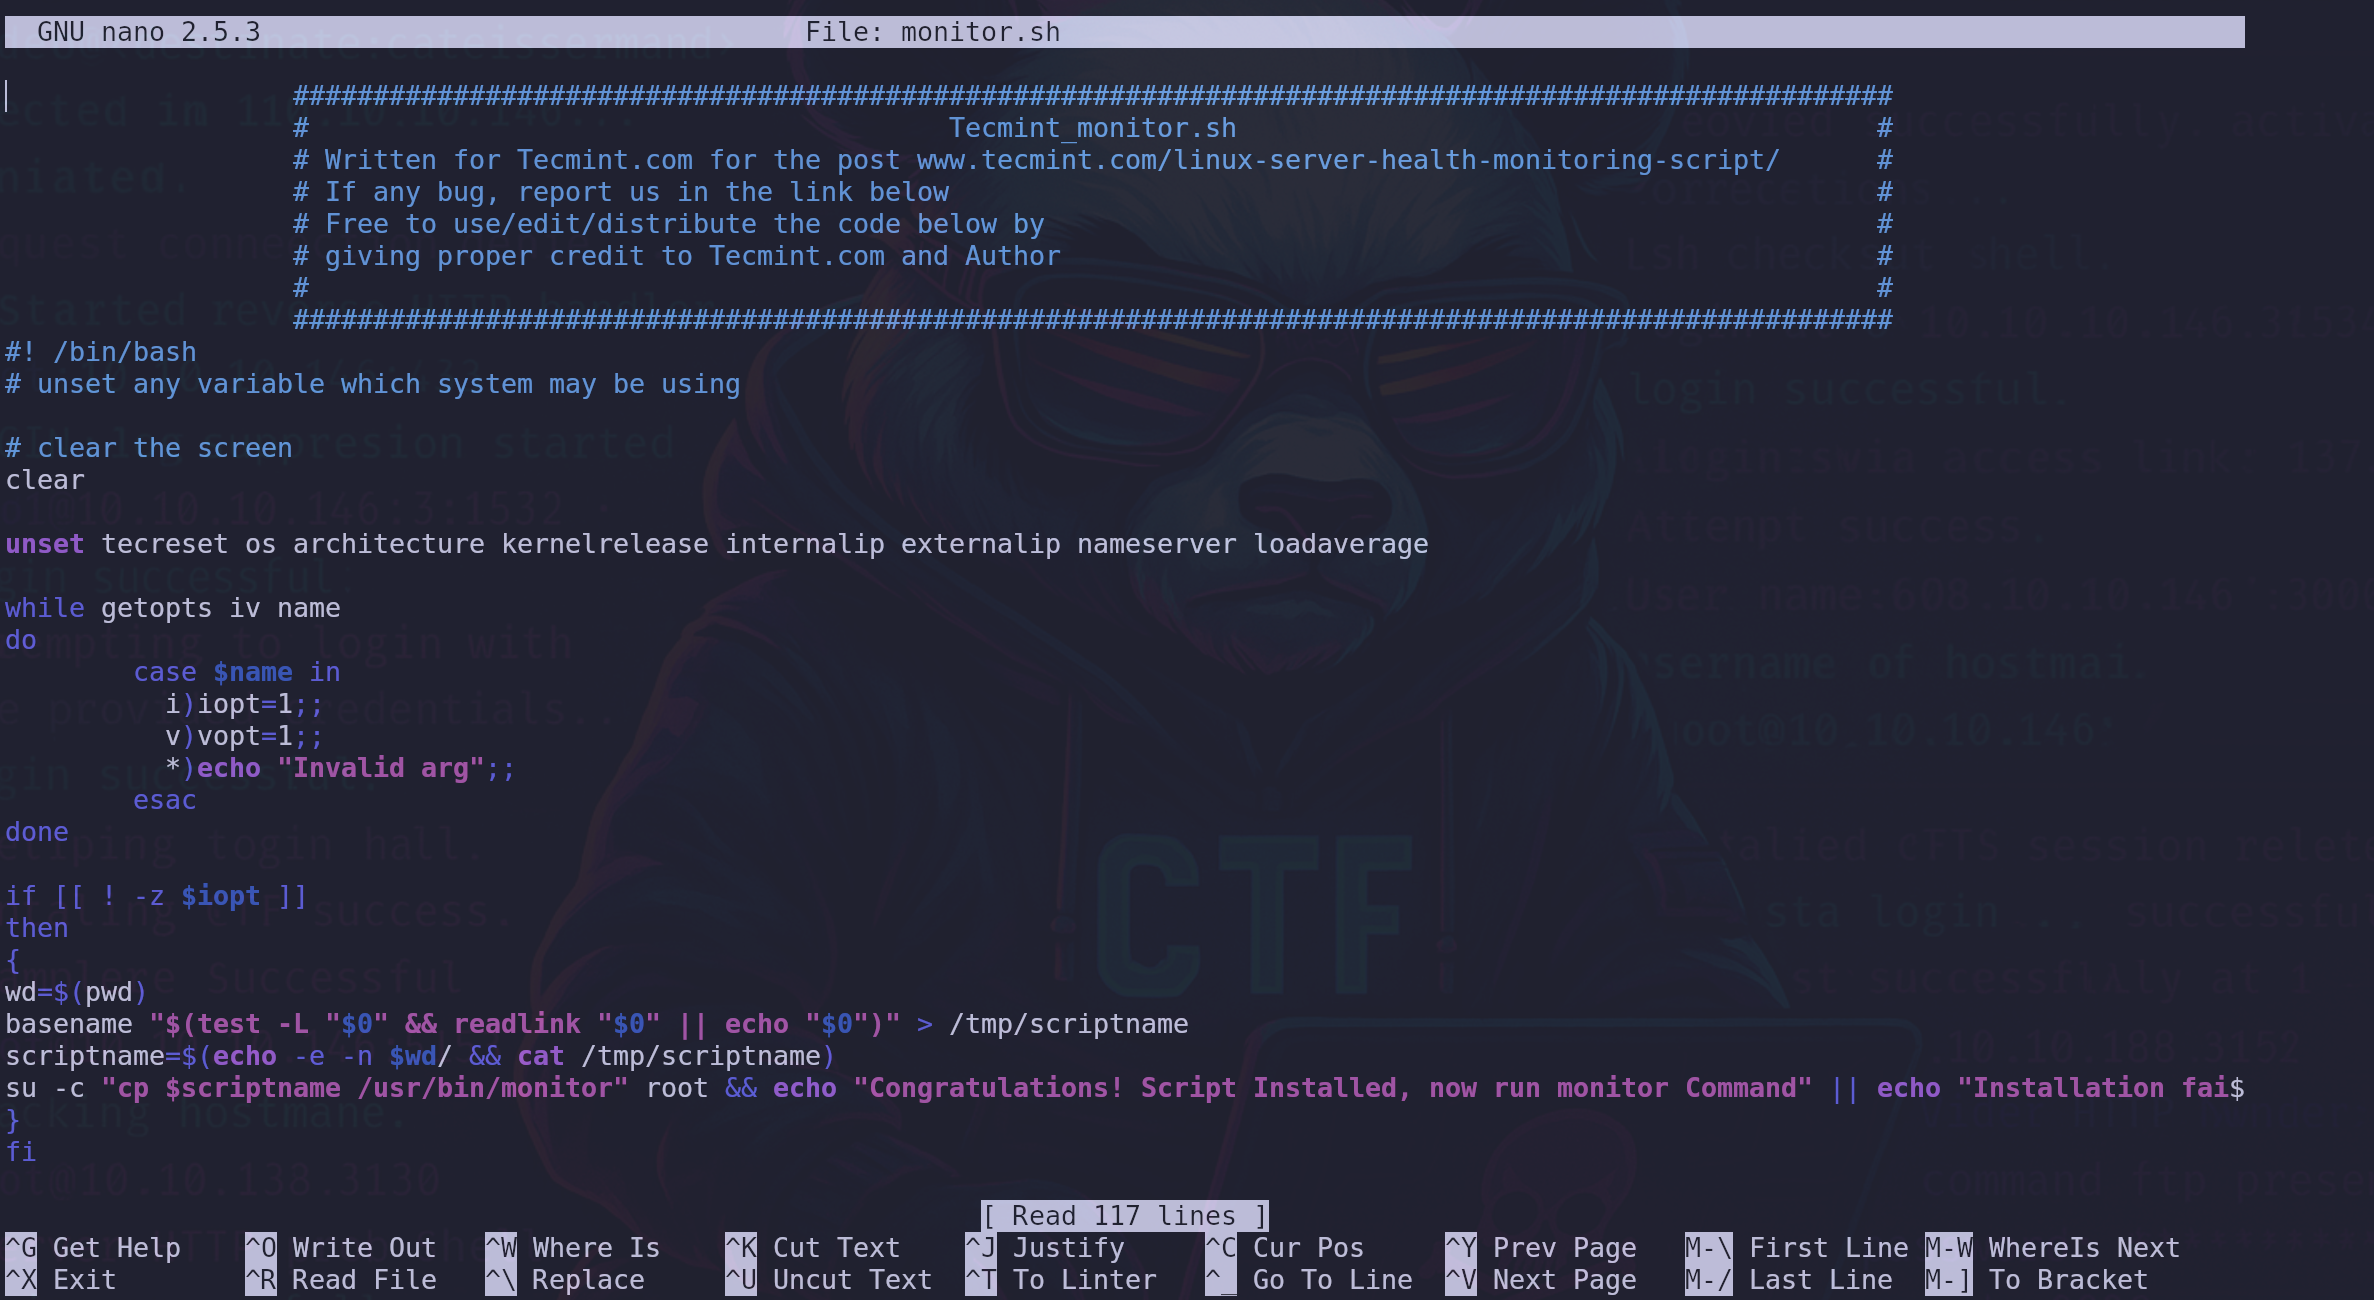 GNU nano 2.5.3 File: monitor.sh
####################################################################################################
# Tecmint_monitor.sh #
# Written for Tecmint.com for the post www.tecmint.com/linux-server-health-monitoring-script/ #
# If any bug, report us in the link below #
# Free to use/edit/distribute the code below by #
# giving proper credit to Tecmint.com and Author #
# #
####################################################################################################
#! /bin/bash
# unset any variable which system may be using

# clear the screen
clear

unset tecreset os architecture kernelrelease internalip externalip nameserver loadaverage

while getopts iv name
do
        case $name in
          i)iopt=1;;
          v)vopt=1;;
          *)echo "Invalid arg";;
        esac
done

if [[ ! -z $iopt ]]
then
{
wd=$(pwd)
basename "$(test -L "$0" && readlink "$0" || echo "$0")" > /tmp/scriptname
scriptname=$(echo -e -n $wd/ && cat /tmp/scriptname)
su -c "cp $scriptname /usr/bin/monitor" root && echo "Congratulations! Script Installed, now run monitor Command" || echo "Installation fai$
}
fi
[ Read 117 lines ]
^G Get Help ^O Write Out ^W Where Is ^K Cut Text ^J Justify ^C Cur Pos ^Y Prev Page M-\ First Line M-W WhereIs Next
^X Exit ^R Read File ^\ Replace ^U Uncut Text ^T To Linter ^_ Go To Line ^V Next Page M-/ Last Line M-] To Bracket
CTF